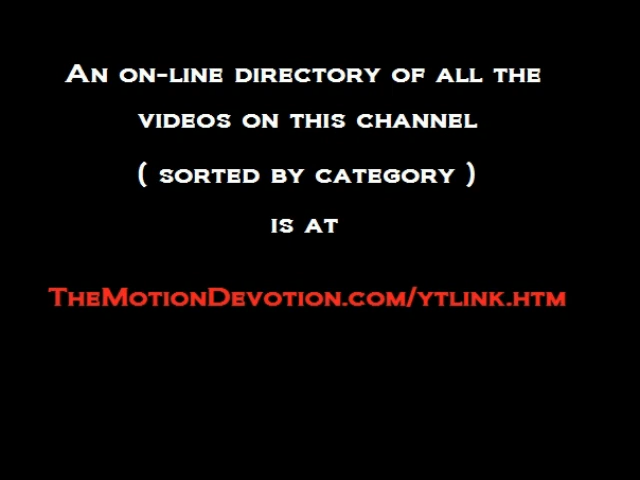 An on-line directory of all the
videos on this channel
( sorted by category )
is at
TheMotionDevotion.com/ytlink.htm